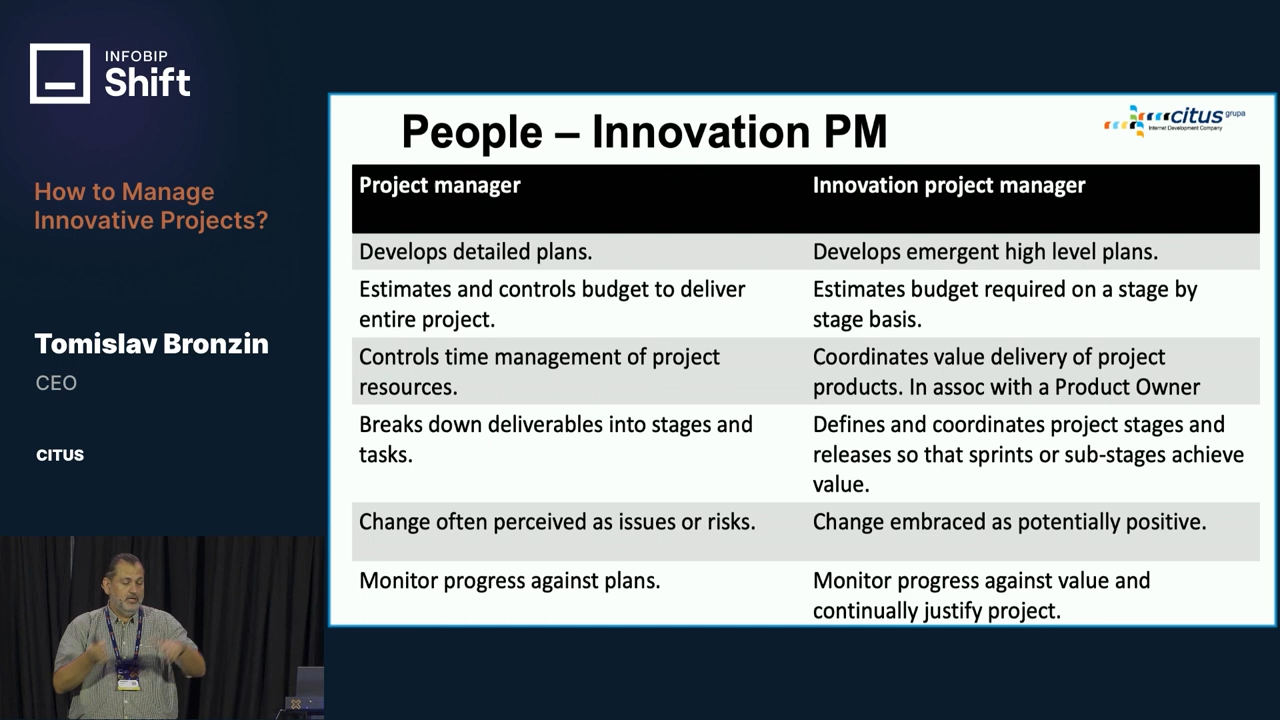 INFOBIP
Shift
How to Manage
Innovative Projects?
Tomislav Bronzin
CEO
CITUS
People – Innovation PM
citus grupa
Internet Development Company
Project manager
Innovation project manager
Develops detailed plans.
Develops emergent high level plans.
Estimates and controls budget to deliver
entire project.
Estimates budget required on a stage by
stage basis.
Controls time management of project
resources.
Coordinates value delivery of project
products. In assoc with a Product Owner
Breaks down deliverables into stages and
tasks.
Defines and coordinates project stages and
releases so that sprints or sub-stages achieve
value.
Change often perceived as issues or risks.
Change embraced as potentially positive.
Monitor progress against plans.
Monitor progress against value and
continually justify project.